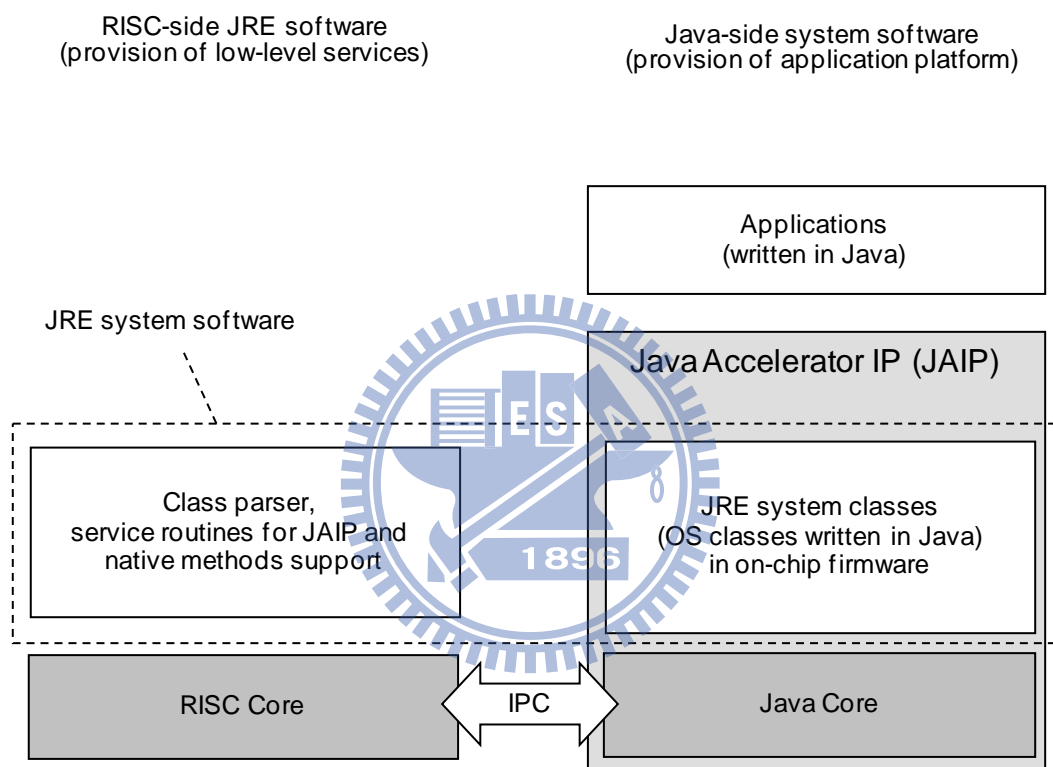 RISC-side JRE software
(provision of low-level services)
Java-side system software
(provision of application platform)
Applications
(written in Java)
JRE system software
Java Accelerator IP (JAIP)
Class parser,
service routines for JAIP and
native methods support
JRE system classes
(OS classes written in Java)
in on-chip firmware
E S A
1896
RISC Core
IPC
Java Core